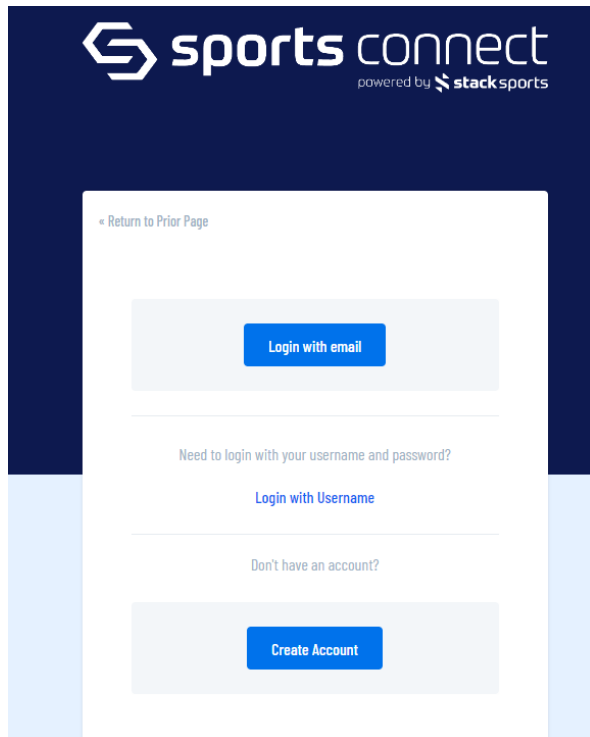 sports connect
powered by stack sports
« Return to Prior Page
Login with email
Need to login with your username and password?
Login with Username
Don't have an account?
Create Account